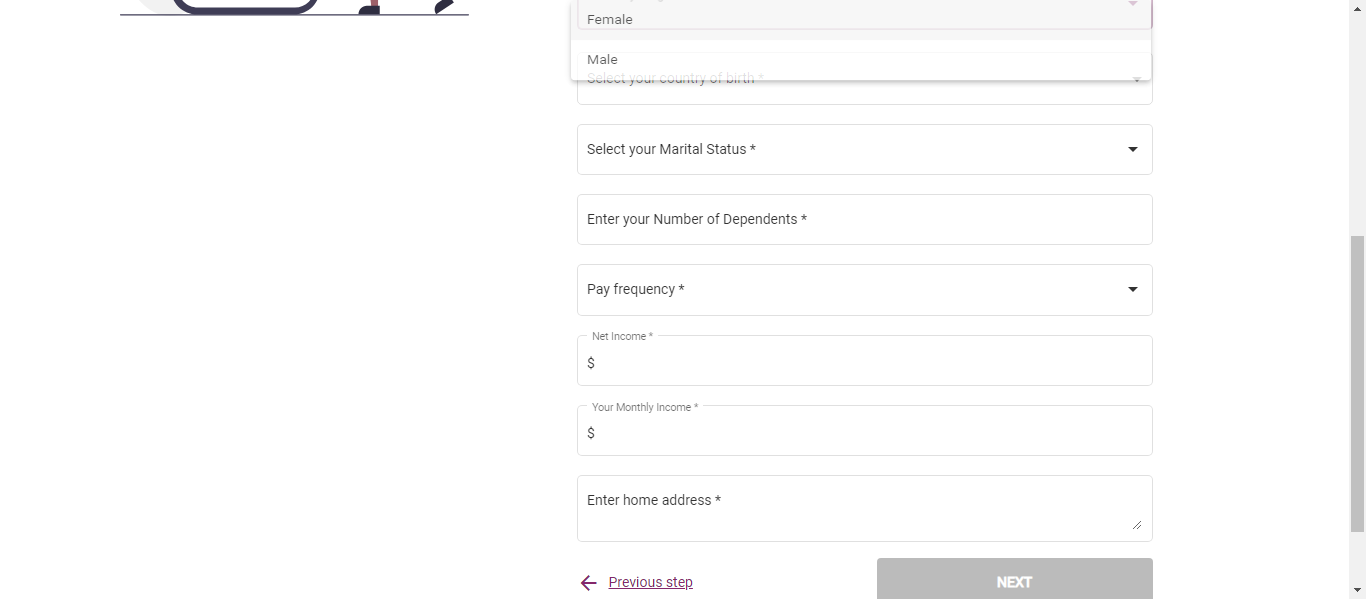 Female
Male
Select your country of birth *
Select your Marital Status *
Enter your Number of Dependents *
Pay frequency *
Net Income *
$
Your Monthly Income *
$
Enter home address *
Previous step
NEXT